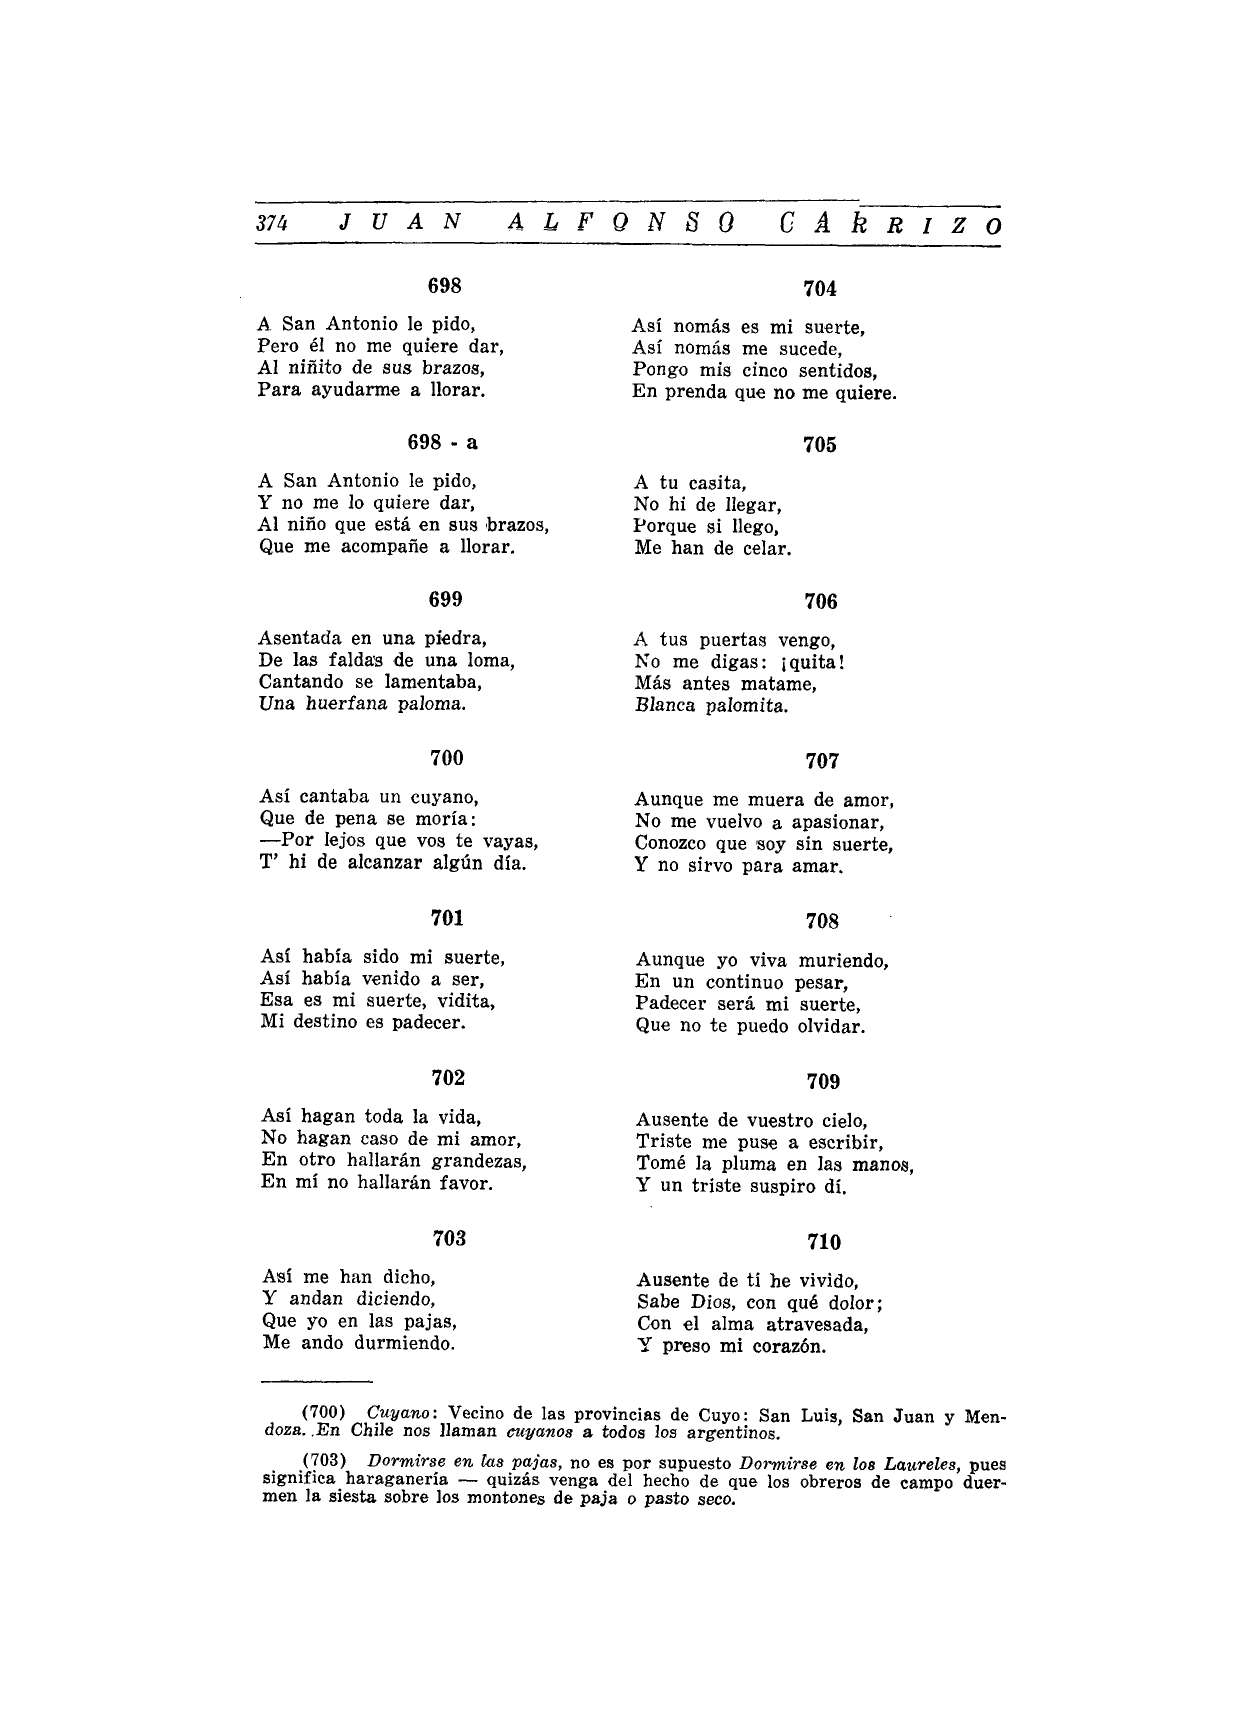 374 JUAN ALFONSO CARRIZO
698
A San Antonio le pido,
Pero él no me quiere dar,
Al niñito de sus brazos,
Para ayudarme a llorar.
698 - a
A San Antonio le pido,
Y no me lo quiere dar,
Al niño que está en sus brazos,
Que me acompañe a llorar.
699
Asentada en una piedra,
De las faldas de una loma,
Cantando se lamentaba,
Una huerfana paloma.
700
Así cantaba un cuyano,
Que de pena se moría:
—Por lejos que vos te vayas,
T' hi de alcanzar algún día.
701
Así había sido mi suerte,
Así había venido a ser,
Esa es mi suerte, vidita,
Mi destino es padecer.
702
Así hagan toda la vida,
No hagan caso de mi amor,
En otro hallarán grandezas,
En mí no hallarán favor.
703
Así me han dicho,
Y andan diciendo,
Que yo en las pajas,
Me ando durmiendo.
704
Así nomás es mi suerte,
Así nomás me sucede,
Pongo mis cinco sentidos,
En prenda que no me quiere.
705
A tu casita,
No hi de llegar,
Porque si llego,
Me han de celar.
706
A tus puertas vengo,
No me digas: ¡quita!
Más antes matame,
Blanca palomita.
707
Aunque me muera de amor,
No me vuelvo a apasionar,
Conozco que soy sin suerte,
Y no sirvo para amar.
708
Aunque yo viva muriendo,
En un continuo pesar,
Padecer será mi suerte,
Que no te puedo olvidar.
709
Ausente de vuestro cielo,
Triste me puse a escribir,
Tomé la pluma en las manos,
Y un triste suspiro dí.
710
Ausente de tí he vivido,
Sabe Dios, con qué dolor;
Con el alma atravesada,
Y preso mi corazón.
(700) Cuyano: Vecino de las provincias de Cuyo: San Luis, San Juan y Men-
doza. .En Chile nos llaman cuyanos a todos los argentinos.
(703) Dormirse en las pajas, no es por supuesto Dormirse en los Laureles, pues
significa haraganería — quizás venga del hecho de que los obreros de campo duer-
men la siesta sobre los montones de paja o pasto seco.